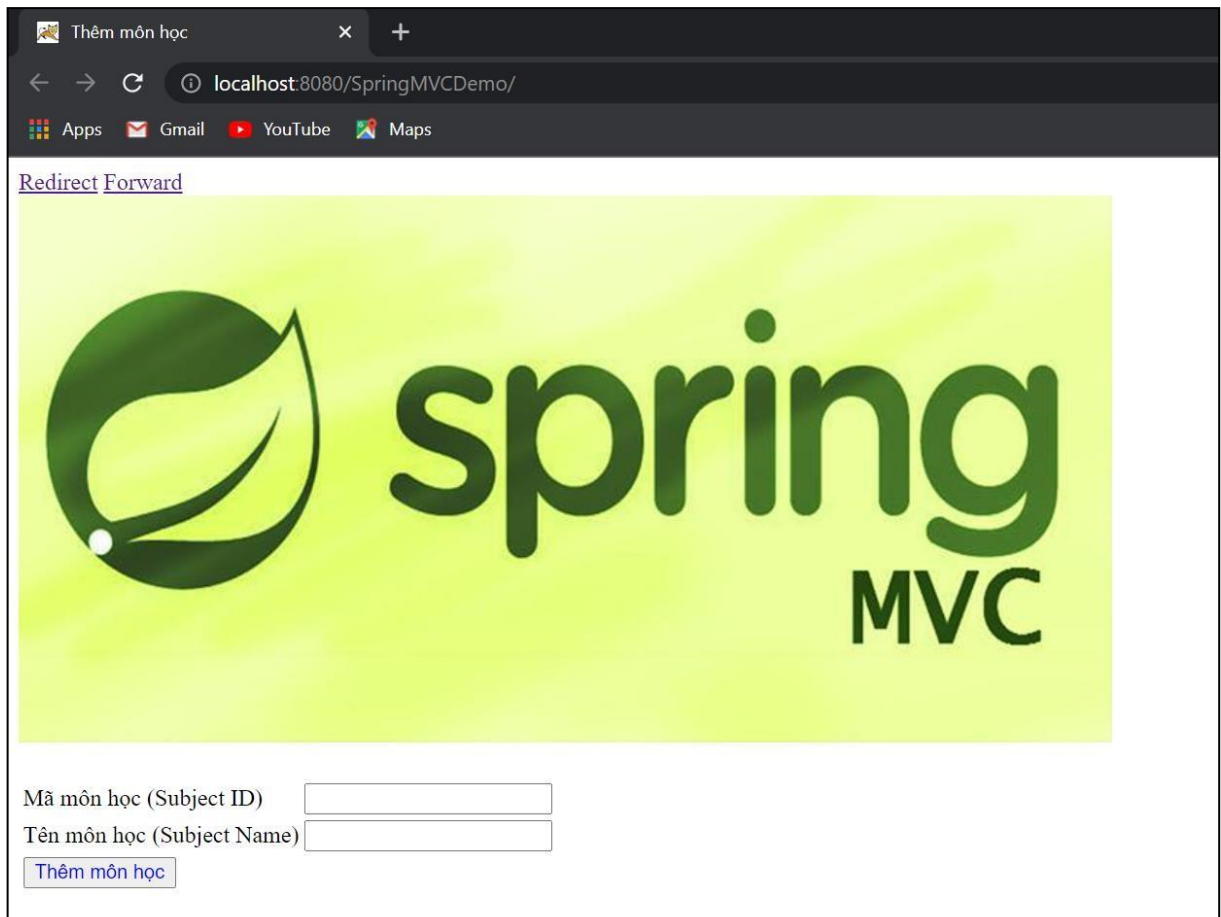 Thêm môn học
localhost:8080/SpringMVCDemo/
Apps Gmail YouTube Maps
Redirect Forward
spring
MVC
Mã môn học (Subject ID)
Tên môn học (Subject Name)
Thêm môn học